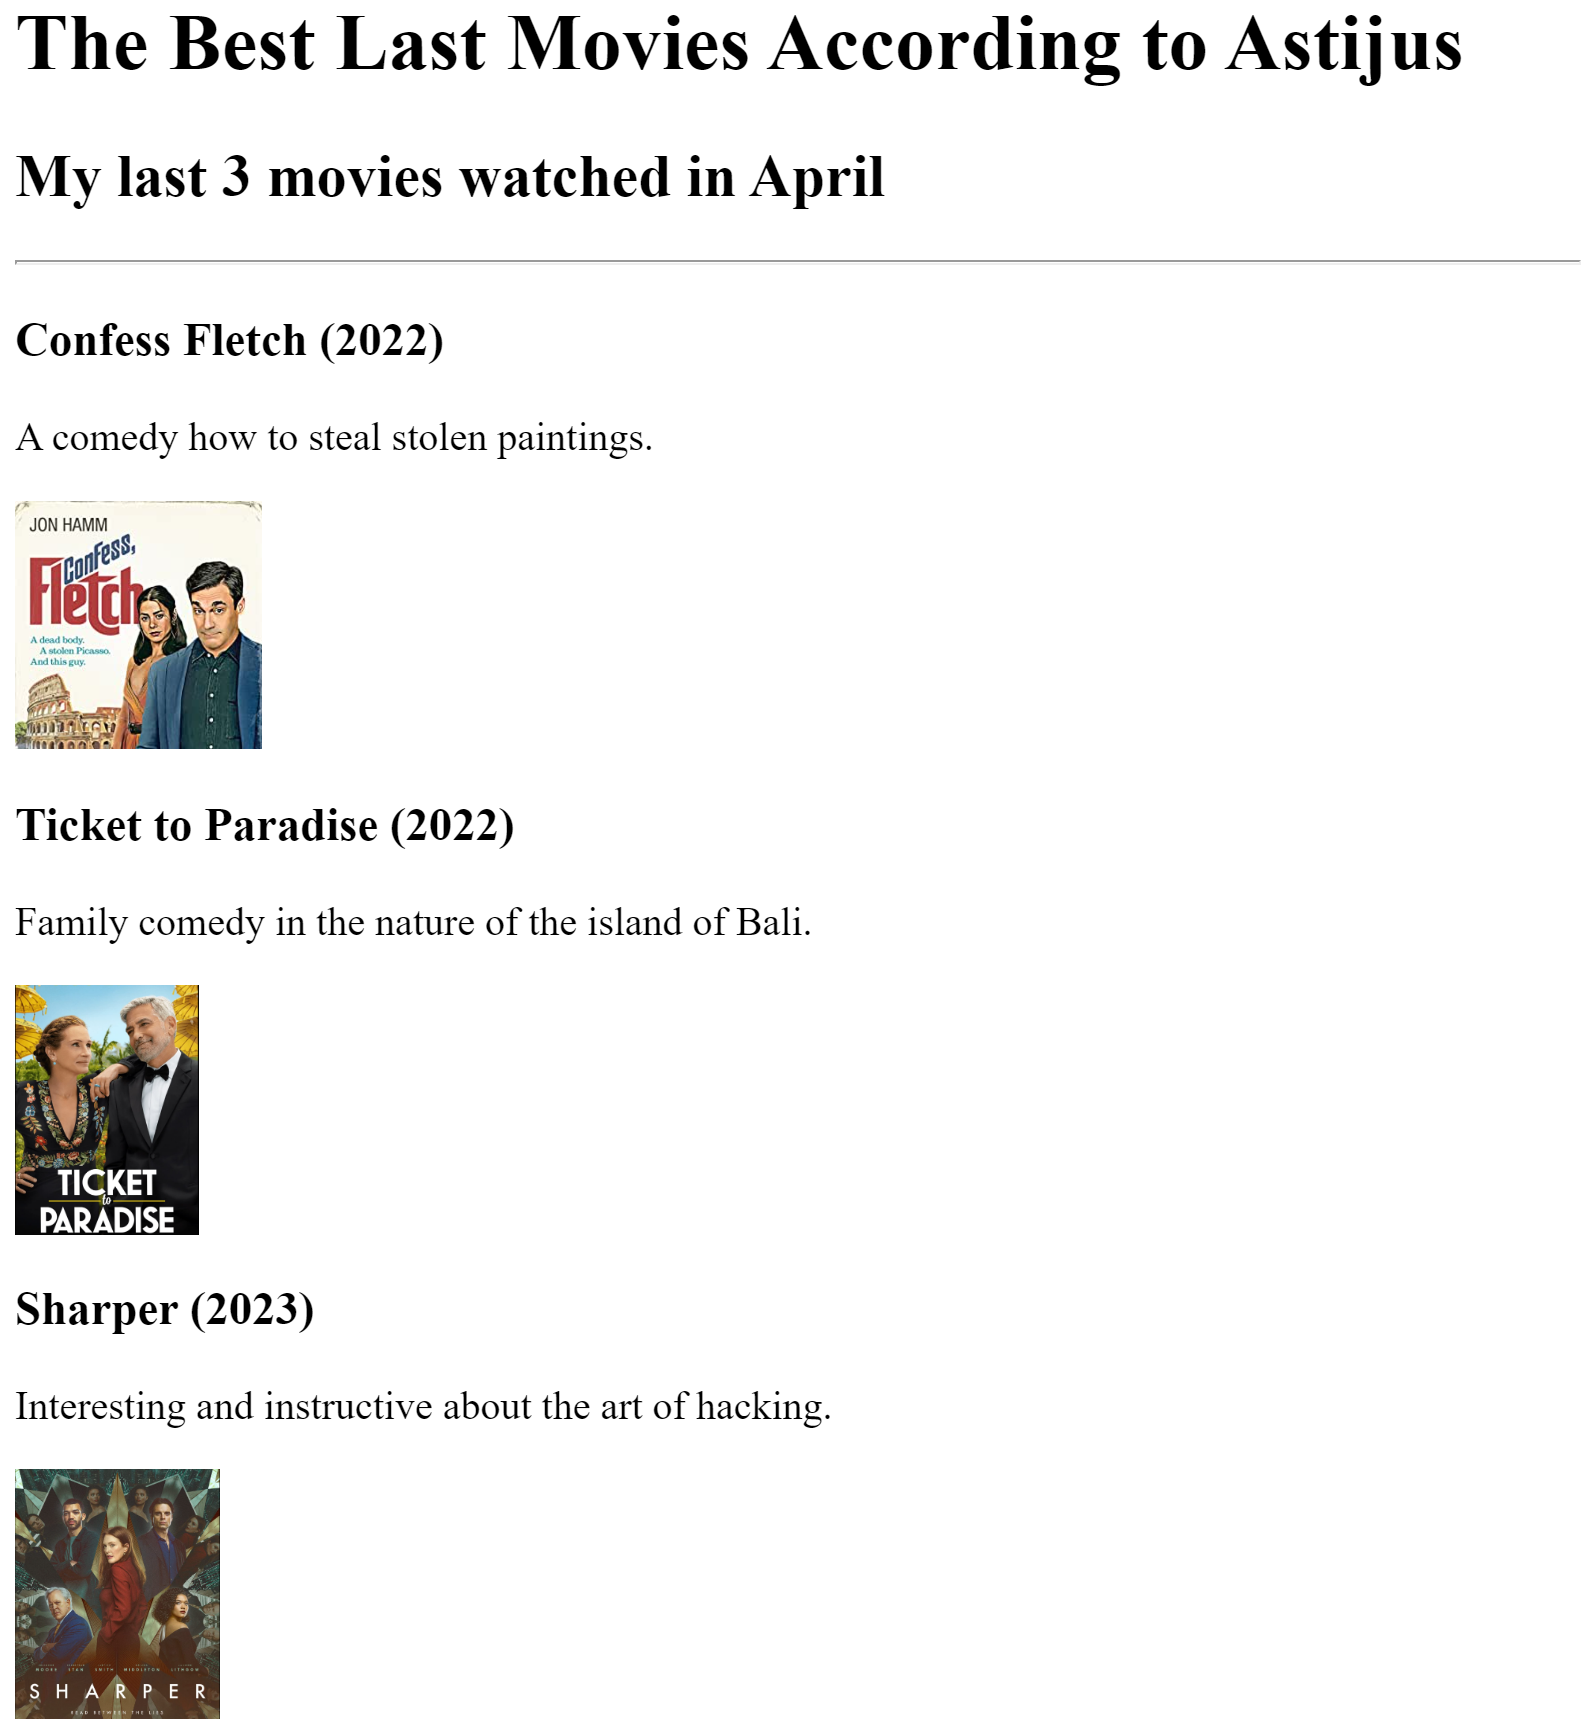 The Best Last Movies According to Astijus
My last 3 movies watched in April
Confess Fletch (2022)
A comedy how to steal stolen paintings.
JON HAMM
Confess,
Fletch
A dead body.
A stolen Picasso.
And this guy.
Ticket to Paradise (2022)
Family comedy in the nature of the island of Bali.
TICKET
to
PARADISE
Sharper (2023)
Interesting and instructive about the art of hacking.
MOORE STAN SMITH MIDDLETON LITHGOW
SHARPER
READ BETWEEN THE LIES